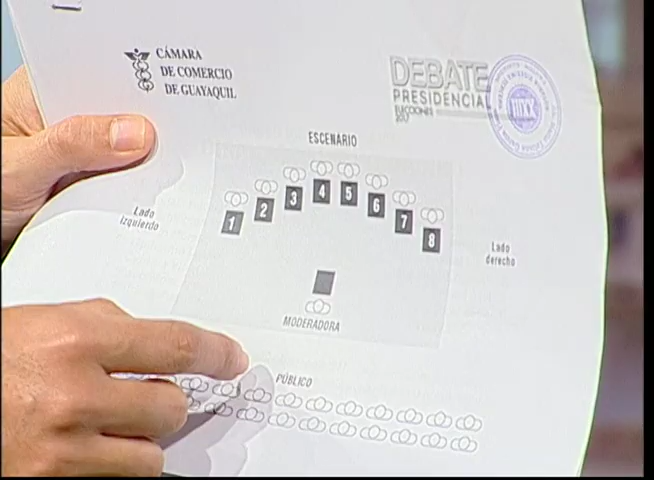 CÁMARA
DE COMERCIO
DE GUAYAQUIL
DEBATE
PRESIDENCIAL
ELECCIONES
ESCENARIO
1 2 3 4 5 6 7 8
Lado
Izquierdo
Lado
derecho
MODERADORA
PÚBLICO